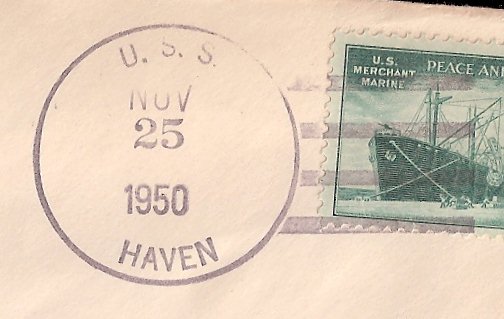 U. S. S.
NOV
25
1950
HAVEN
U.S.
MERCHANT
MARINE
PEACE AN